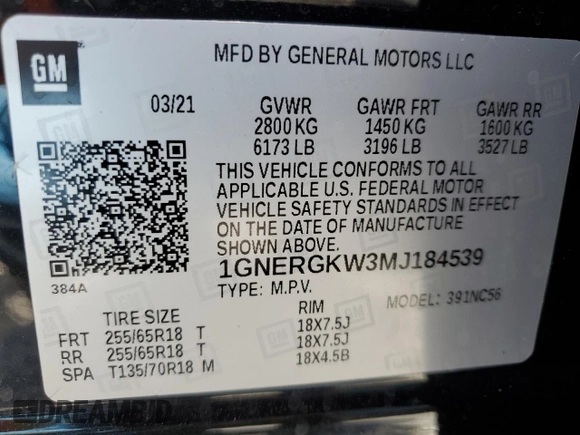 GM
MFD BY GENERAL MOTORS LLC
03/21 GVWR GAWR FRT GAWR RR
2800 KG 1450 KG 1600 KG
6173 LB 3196 LB 3527 LB
THIS VEHICLE CONFORMS TO ALL
APPLICABLE U.S. FEDERAL MOTOR
VEHICLE SAFETY STANDARDS IN EFFECT
ON THE DATE OF MANUFACTURE
SHOWN ABOVE.
384A
1GNERGKW3MJ184539
TYPE: M.P.V. MODEL: 391NC56
TIRE SIZE RIM
FRT 255/65R18 T 18X7.5J
RR 255/65R18 T 18X7.5J
SPA T135/70R18 M 18X4.5B
DREAMBID